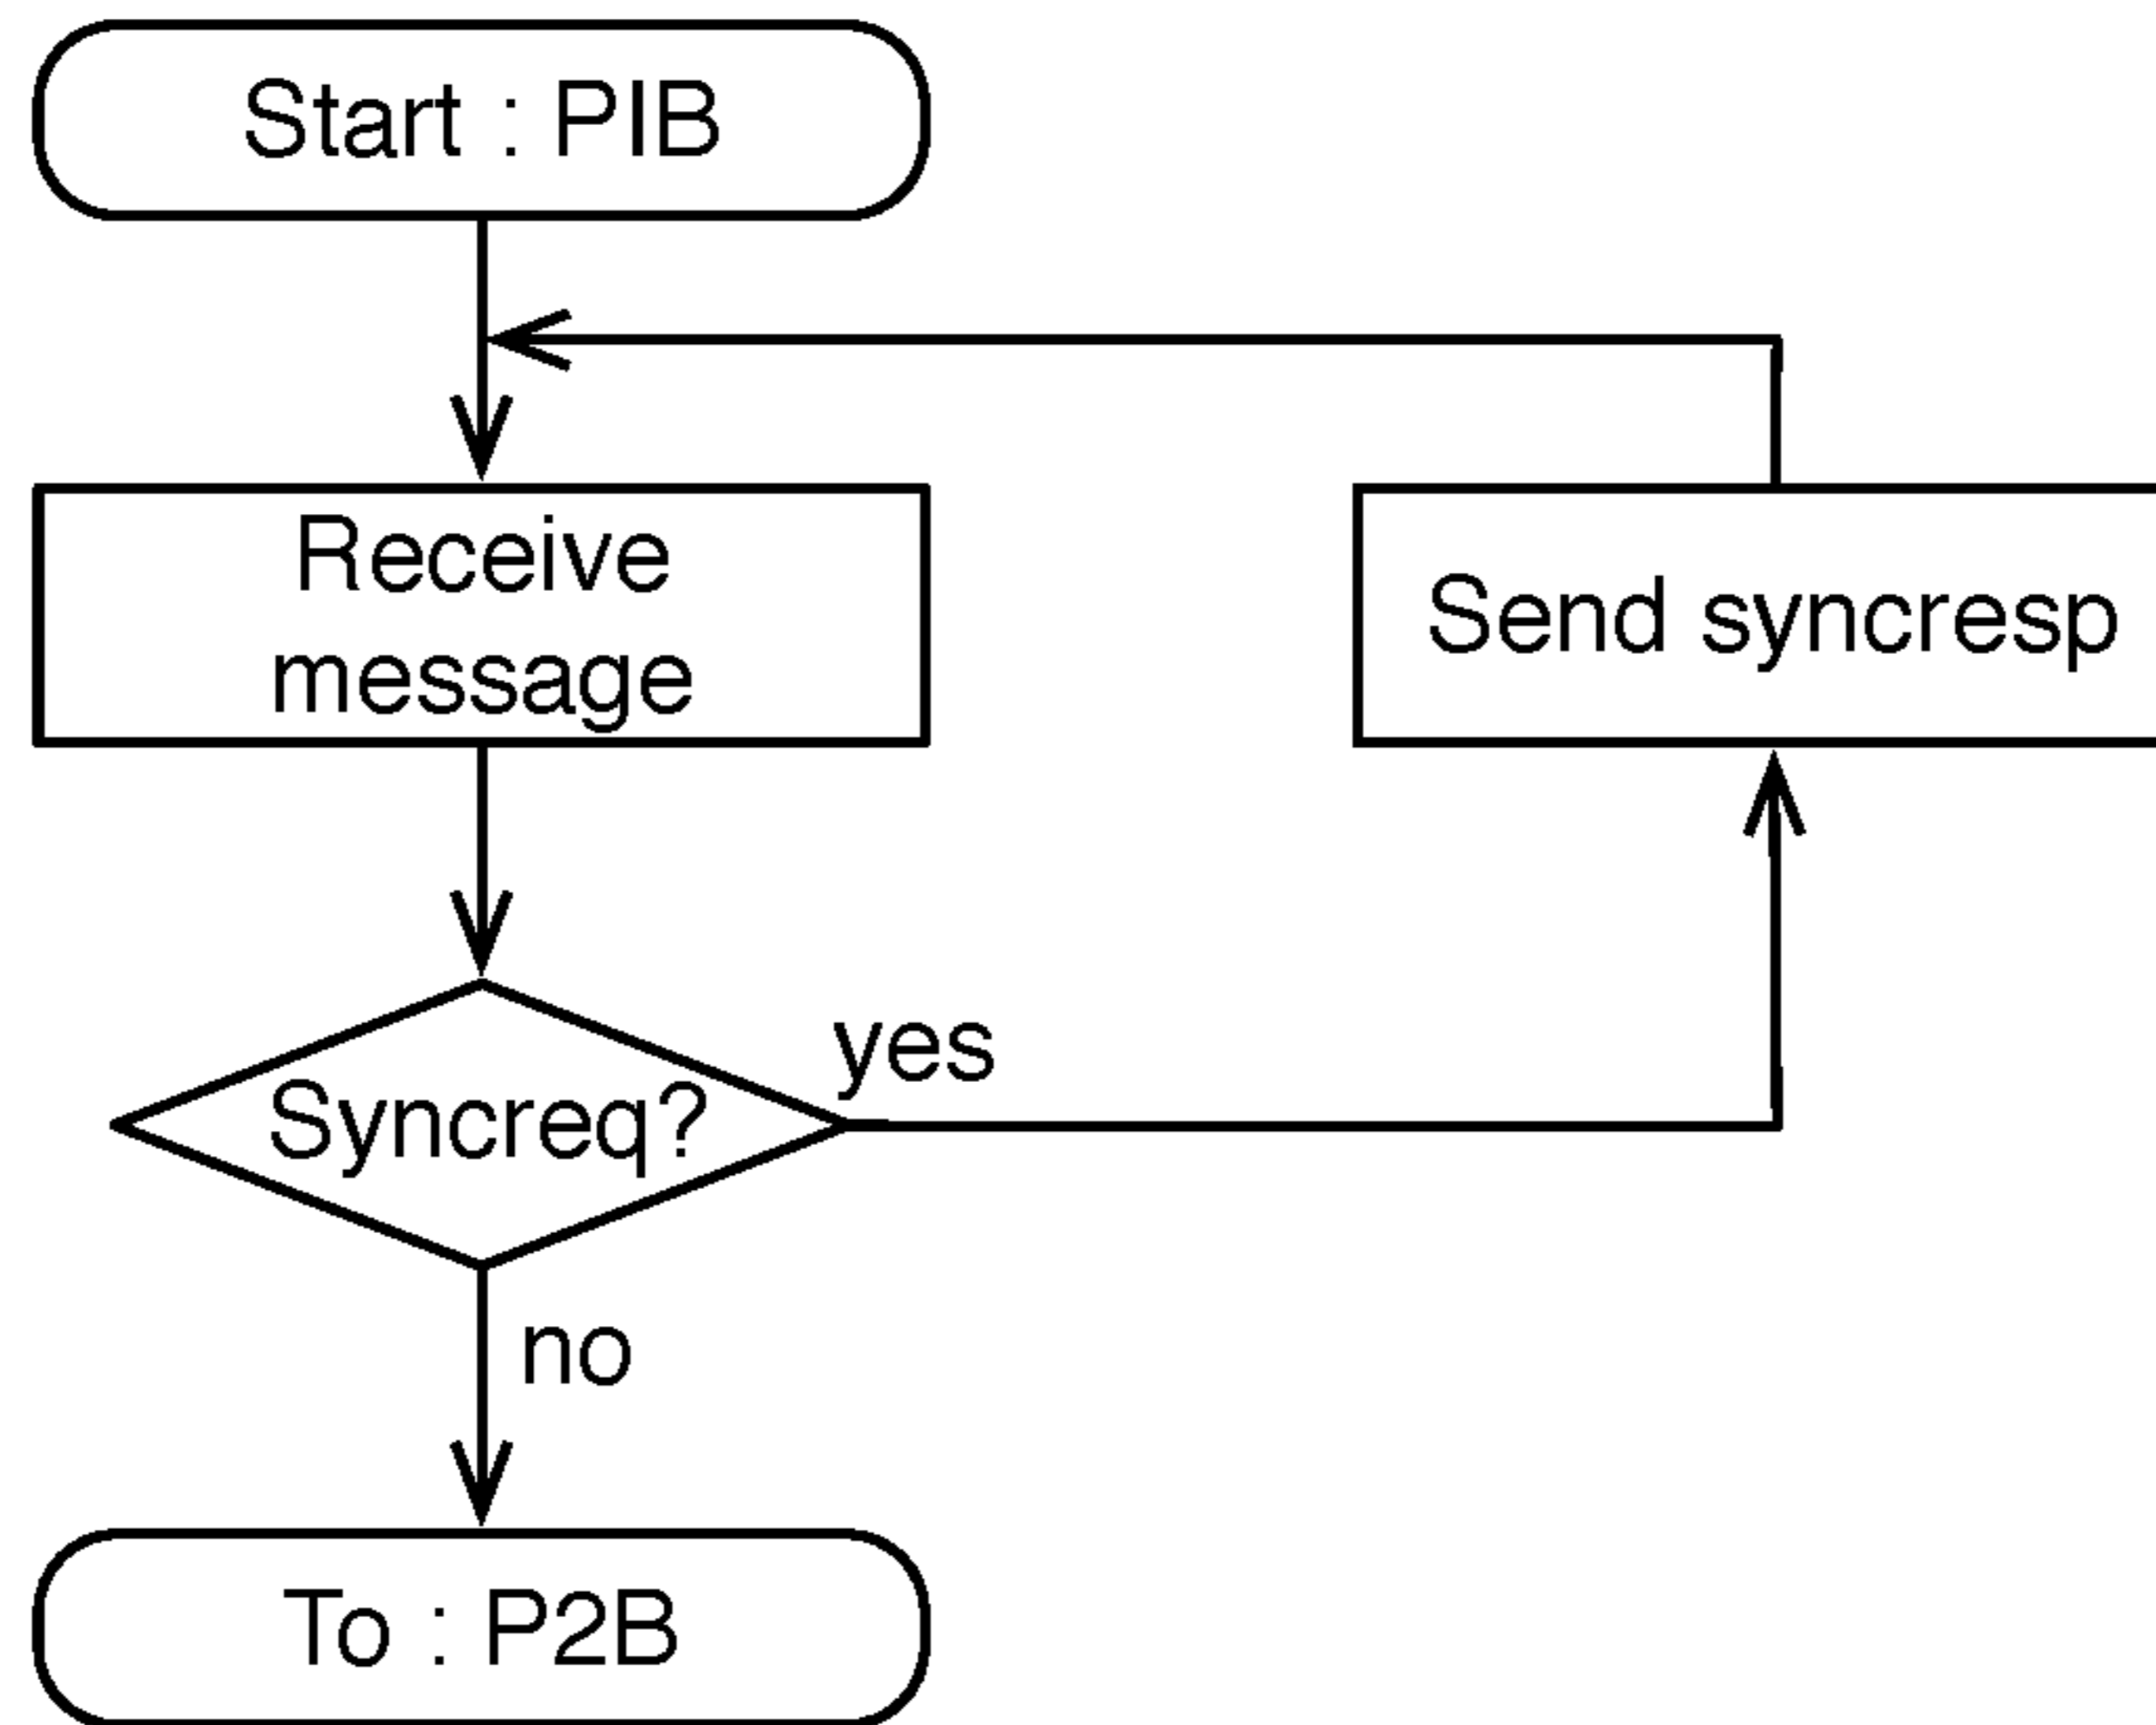 Start : PIB
Receive
message
Send syncresp
Syncreq?
yes
no
To : P2B